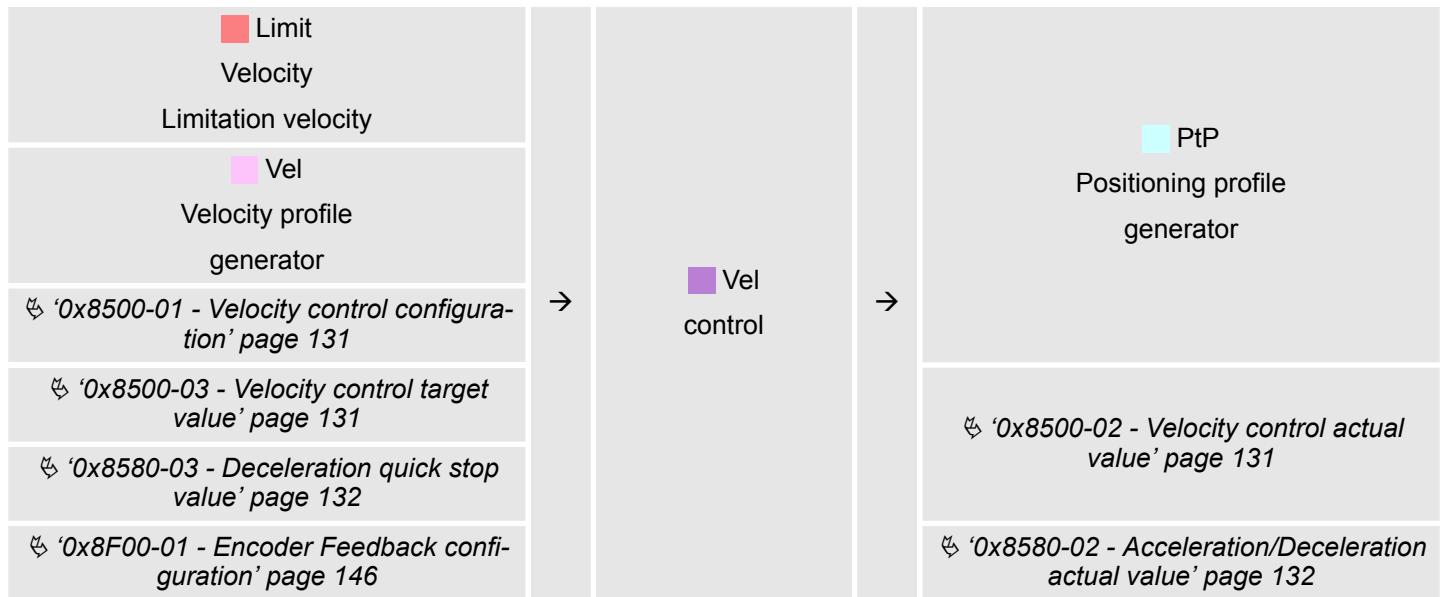 Limit
Velocity
Limitation velocity
Vel
Velocity profile
generator
'0x8500-01 - Velocity control configura-
tion' page 131
'0x8500-03 - Velocity control target
value' page 131
'0x8580-03 - Deceleration quick stop
value' page 132
'0x8F00-01 - Encoder Feedback confi-
guration' page 146
→
Vel
control
→
PtP
Positioning profile
generator
'0x8500-02 - Velocity control actual
value' page 131
'0x8580-02 - Acceleration/Deceleration
actual value' page 132